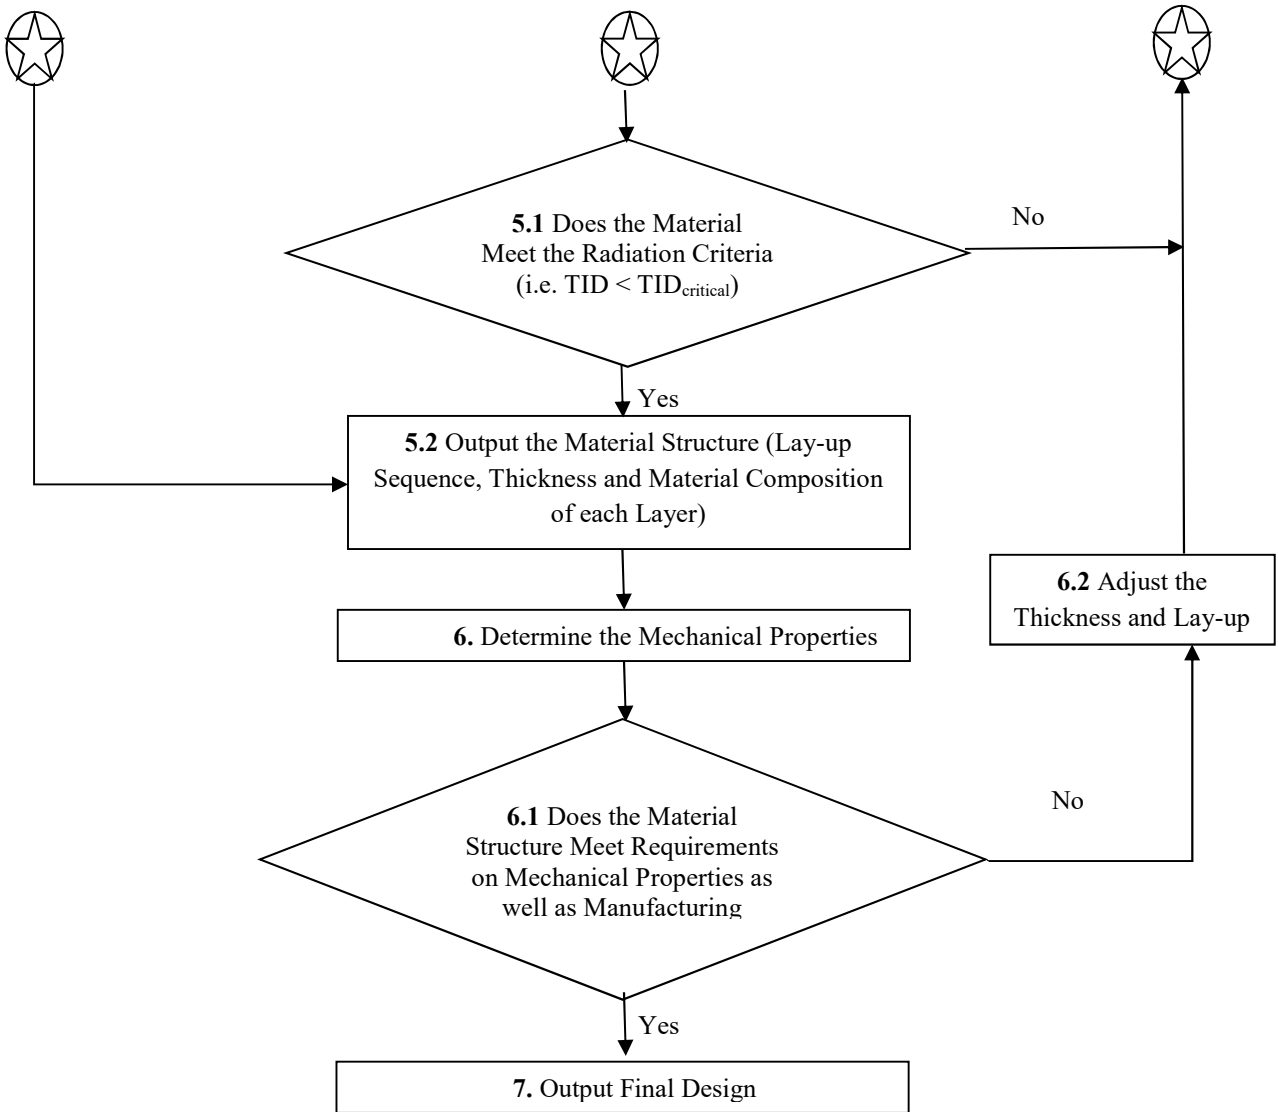 5.1 Does the Material
Meet the Radiation Criteria
(i.e. TID < TIDcritical)
No
Yes
5.2 Output the Material Structure (Lay-up
Sequence, Thickness and Material Composition
of each Layer)
6.2 Adjust the
Thickness and Lay-up
6. Determine the Mechanical Properties
No
6.1 Does the Material
Structure Meet Requirements
on Mechanical Properties as
well as Manufacturing
Yes
7. Output Final Design